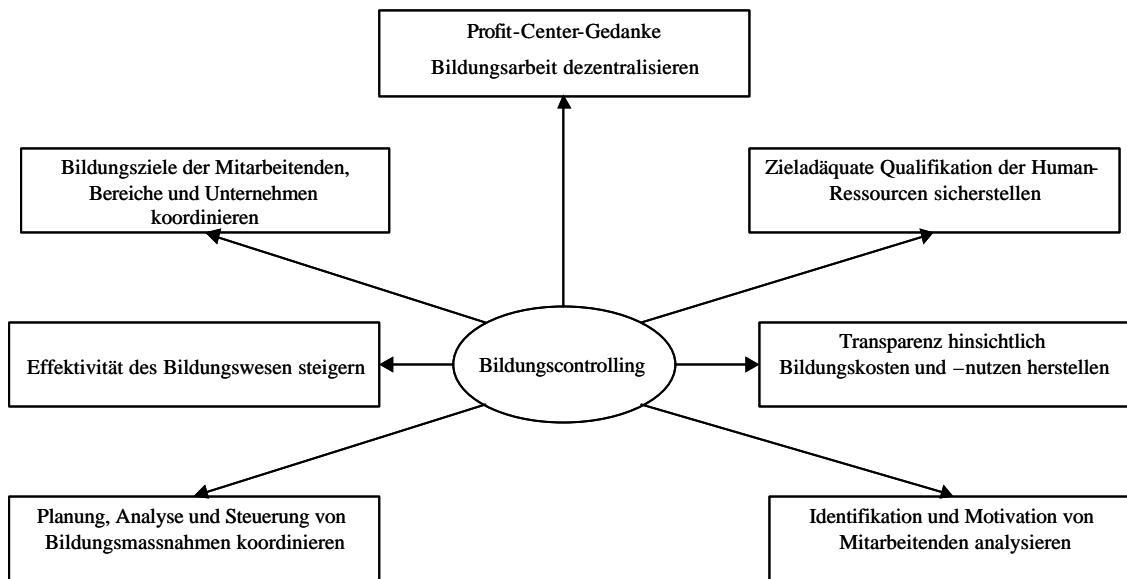 Profit-Center-Gedanke
Bildungsarbeit dezentralisieren
Bildungsziele der Mitarbeitenden,
Bereiche und Unternehmen
koordinieren
Zieladäquate Qualifikation der Human-
Ressourcen sicherstellen
Effektivität des Bildungswesen steigern
Bildungscontrolling
Transparenz hinsichtlich
Bildungskosten und –nutzen herstellen
Planung, Analyse und Steuerung von
Bildungsmassnahmen koordinieren
Identifikation und Motivation von
Mitarbeitenden analysieren